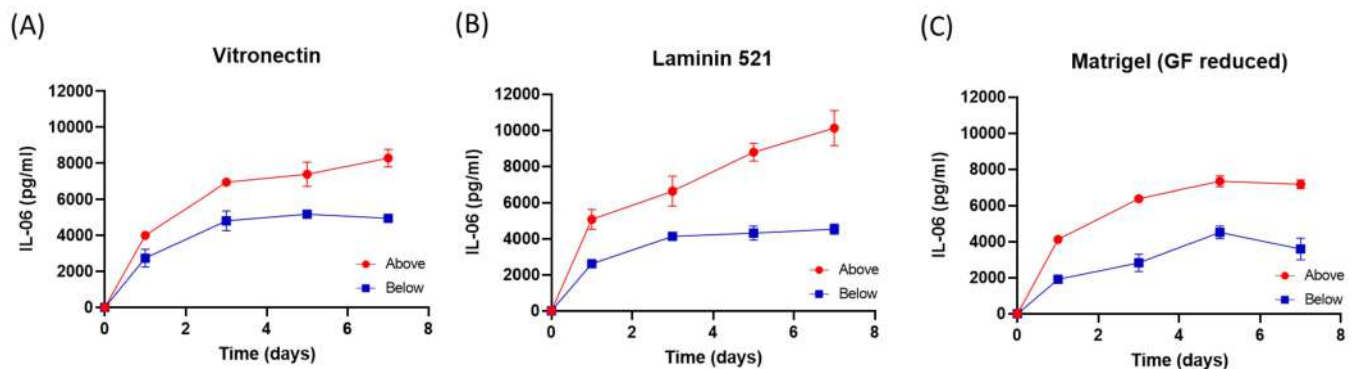 (A)
Vitronectin
IL-06 (pg/ml)
12000
10000
8000
6000
4000
2000
0
0 2 4 6 8
Time (days)
Above
Below
(B)
Laminin 521
IL-06 (pg/ml)
12000
10000
8000
6000
4000
2000
0
0 2 4 6 8
Time (days)
Above
Below
(C)
Matrigel (GF reduced)
IL-06 (pg/ml)
12000
10000
8000
6000
4000
2000
0
0 2 4 6 8
Time (days)
Above
Below